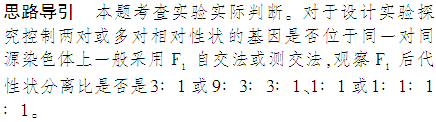 思路导引 本题考查实验实际判断。对于设计实验探
究控制两对或多对相对性状的基因是否位于同一对同
源染色体上一般采用 F₁ 自交法或测交法,观察 F₁ 后代
性状分离比是否是3∶1或9∶3∶3∶1、1∶1或1∶1∶1
∶1。